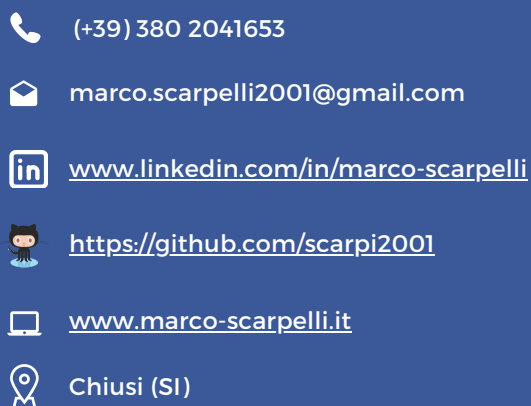 (+39) 380 2041653
marco.scarpelli2001@gmail.com
in www.linkedin.com/in/marco-scarpelli
https://github.com/scarpi2001
www.marco-scarpelli.it
Chiusi (SI)